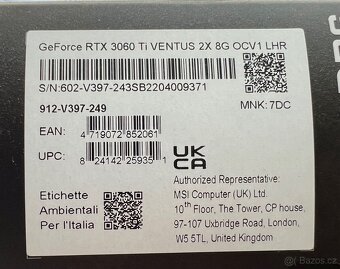 GeForce RTX 3060 Ti VENTUS 2X 8G OCV1 LHR
S/N:602-V397-243SB2204009371
912-V397-249
MNK: 7DC
EAN:
4 719072 852061
UPC:
8 24142 25935 1
UK
CA
Etichette
Ambientali
Per l'Italia
Authorized Representative:
MSI Computer (UK) Ltd.
10th Floor, The Tower, CP house,
97-107 Uxbridge Road, London,
W5 5TL, United Kingdom